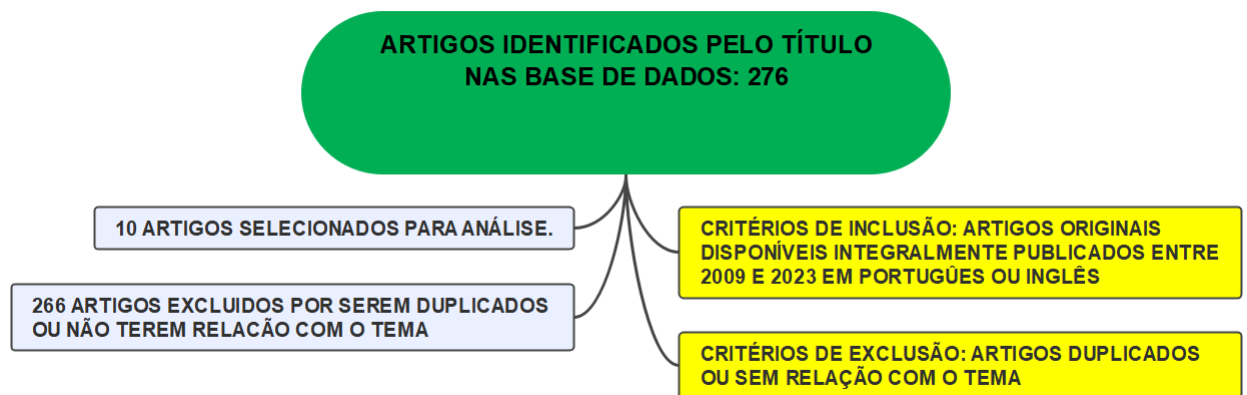 ARTIGOS IDENTIFICADOS PELO TÍTULO
NAS BASE DE DADOS: 276
10 ARTIGOS SELECIONADOS PARA ANÁLISE.
266 ARTIGOS EXCLUIDOS POR SEREM DUPLICADOS
OU NÃO TEREM RELACÃO COM O TEMA
CRITÉRIOS DE INCLUSÃO: ARTIGOS ORIGINAIS
DISPONÍVEIS INTEGRALMENTE PUBLICADOS ENTRE
2009 E 2023 EM PORTUGÛES OU INGLÊS
CRITÉRIOS DE EXCLUSÃO: ARTIGOS DUPLICADOS
OU SEM RELAÇÃO COM O TEMA